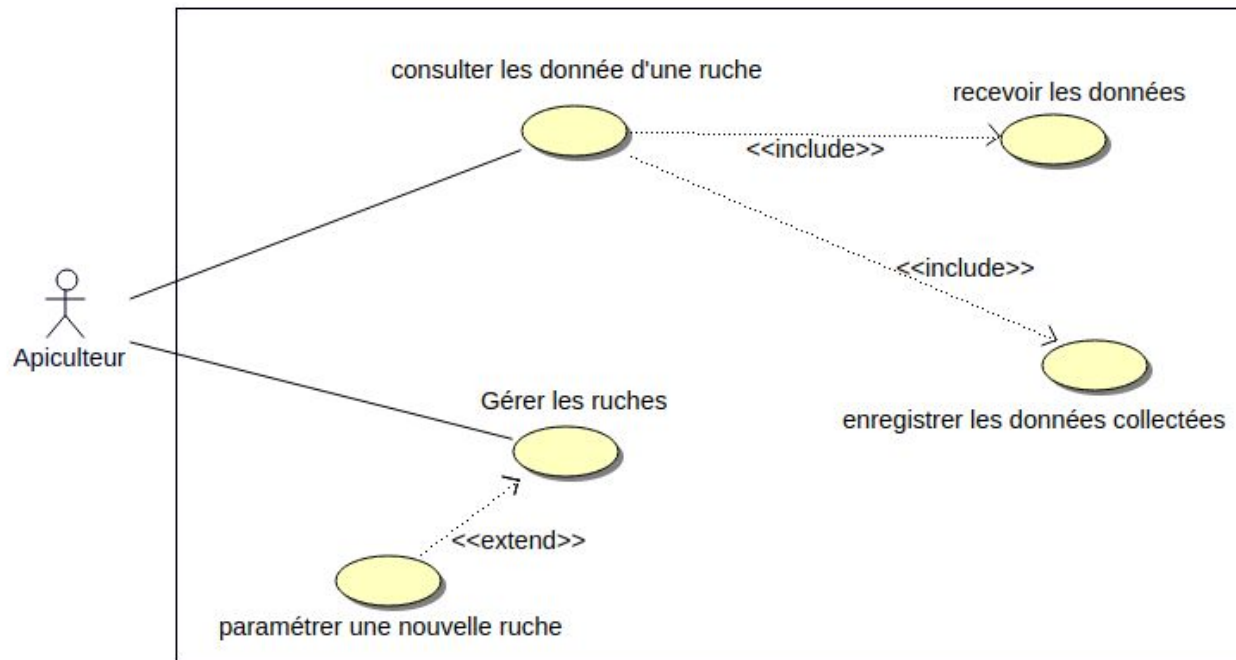 consulter les donnée d'une ruche
recevoir les données
<<include>>
<<include>>
Apiculteur
Gérer les ruches
enregistrer les données collectées
<<extend>>
paramétrer une nouvelle ruche